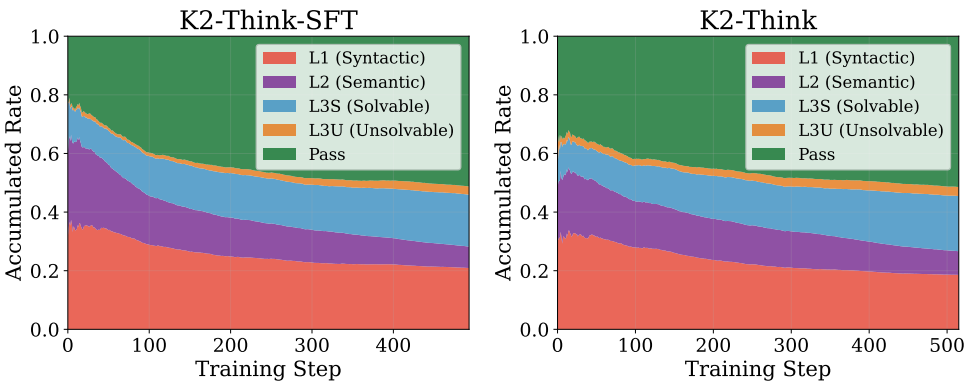 K2-Think-SFT
Accumulated Rate
1.0
0.8
0.6
0.4
0.2
0.0
L1 (Syntactic)
L2 (Semantic)
L3S (Solvable)
L3U (Unsolvable)
Pass
0
100
200
300
400
Training Step
K2-Think
Accumulated Rate
1.0
0.8
0.6
0.4
0.2
0.0
L1 (Syntactic)
L2 (Semantic)
L3S (Solvable)
L3U (Unsolvable)
Pass
0
100
200
300
400
500
Training Step